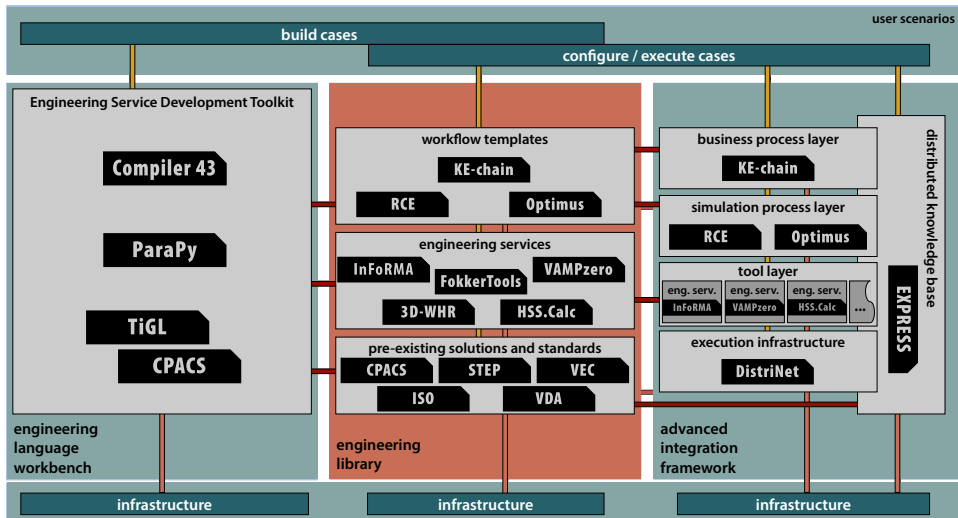 user scenarios
build cases
configure / execute cases
Engineering Service Development Toolkit
Compiler 43
ParaPy
TiGL
CPACS
engineering
language
workbench
workflow templates
KE-chain
RCE
Optimus
engineering services
InFoRMA
FokkerTools
VAMPzero
3D-WHR
HSS.Calc
pre-existing solutions and standards
CPACS
STEP
VEC
ISO
VDA
engineering
library
business process layer
KE-chain
simulation process layer
RCE
Optimus
tool layer
eng. serv.
InFoRMA
eng. serv.
VAMPzero
eng. serv.
HSS.Calc
...
execution infrastructure
DistriNet
distributed knowledge base
EXPRESS
advanced
integration
framework
infrastructure
infrastructure
infrastructure